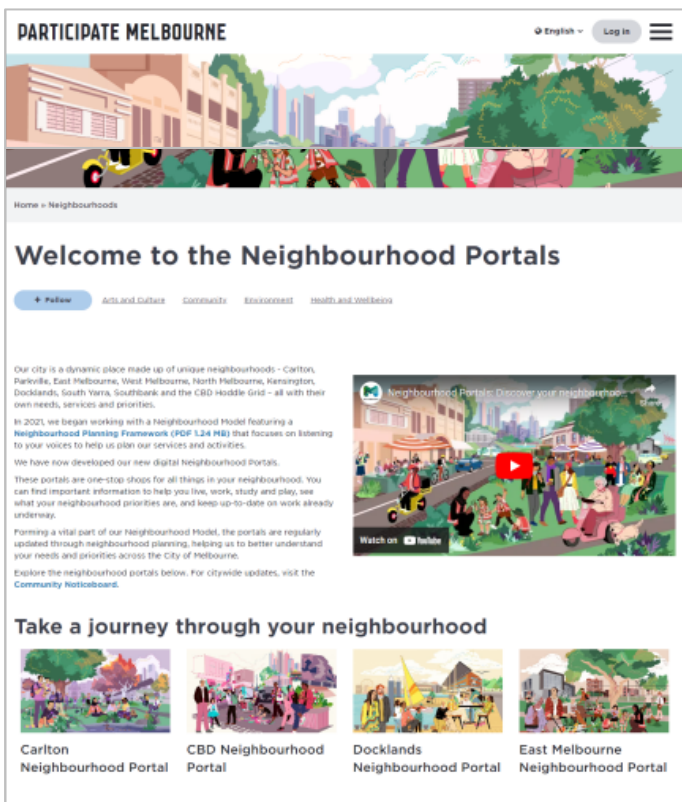 PARTICIPATE MELBOURNE
English
Log in
Home » Neighbourhoods
Welcome to the Neighbourhood Portals
+ Follow
Arts and Culture
Community
Environment
Health and Wellbeing
Our city is a dynamic place made up of unique neighbourhoods - Carlton,
Parkville, East Melbourne, West Melbourne, North Melbourne, Kensington,
Docklands, South Yarra, Southbank and the CBD Hoddle Grid – all with their
own needs, services and priorities.
In 2021, we began working with a Neighbourhood Model featuring a
Neighbourhood Planning Framework (PDF 1.24 MB) that focuses on listening
to your voices to help us plan our services and activities.
We have now developed our new digital Neighbourhood Portals.
These portals are one-stop shops for all things in your neighbourhood. You
can find important information to help you live, work, study and play, see
what your neighbourhood priorities are, and keep up-to-date on work already
underway.
Forming a vital part of our Neighbourhood Model, the portals are regularly
updated through neighbourhood planning, helping us to better understand
your needs and priorities across the City of Melbourne.
Explore the neighbourhood portals below. For citywide updates, visit the
Community Noticeboard.
Neighbourhood Portals: Discover your neighbourhoo...
Share
Watch on YouTube
Take a journey through your neighbourhood
Carlton
Neighbourhood Portal
CBD Neighbourhood
Portal
Docklands
Neighbourhood Portal
East Melbourne
Neighbourhood Portal